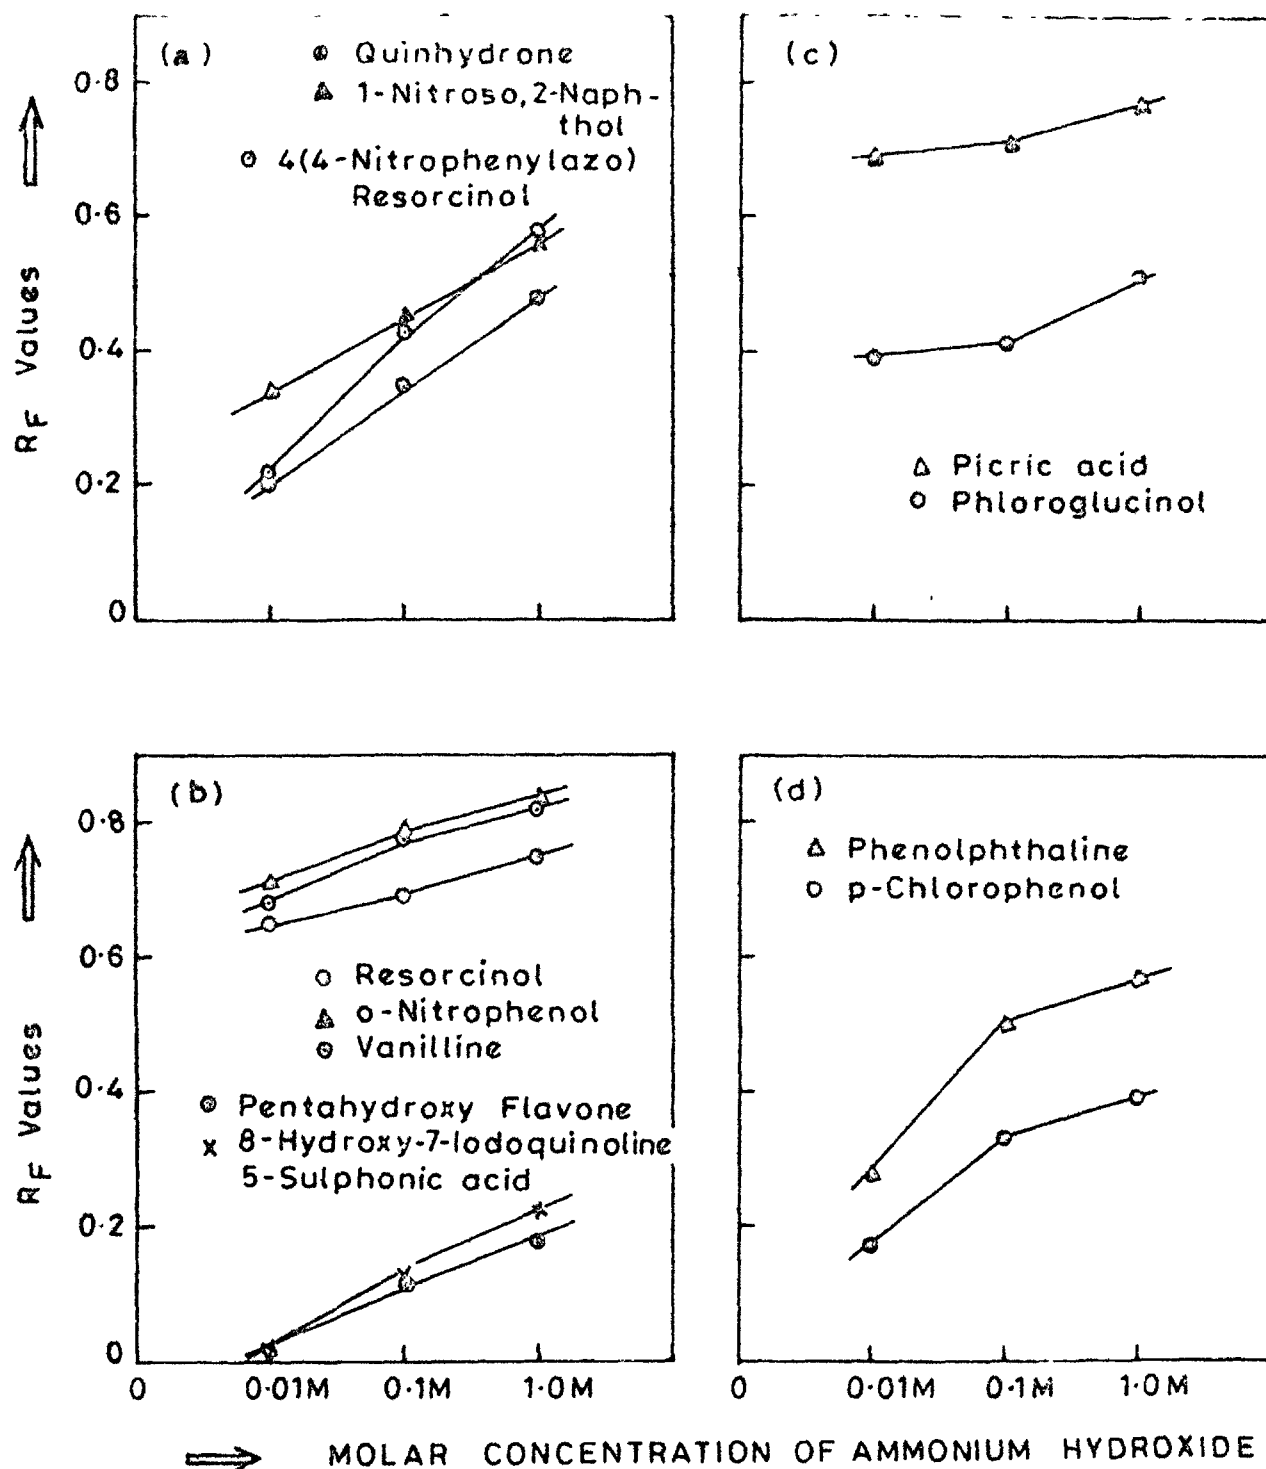 (a)
Quinhydrone
1-Nitroso,2-Naph-
thol
4(4-Nitrophenylazo)
Resorcinol
0.8
0.6
0.4
0.2
0
RF Values
(c)
Picric acid
Phloroglucinol
(b)
0.8
0.6
0.4
0.2
0
RF Values
Resorcinol
o-Nitrophenol
Vanilline
Pentahydroxy Flavone
8-Hydroxy-7-Iodoquinoline
5-Sulphonic acid
0 0.01M 0.1M 1.0M
(d)
Phenolphthaline
p-Chlorophenol
0 0.01M 0.1M 1.0M
MOLAR CONCENTRATION OF AMMONIUM HYDROXIDE